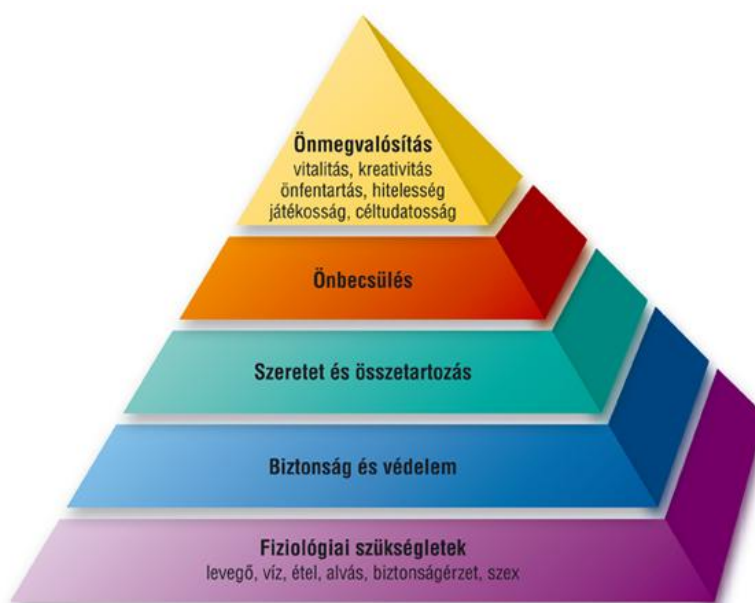 Önmegvalósítás
vitalitás, kreativitás
önfentartás, hitelesség
játékosság, céltudatosság
Önbecsülés
Szeretet és összetartozás
Biztonság és védelem
Fiziológiai szükségletek
levegő, víz, étel, alvás, biztonságérzet, szex